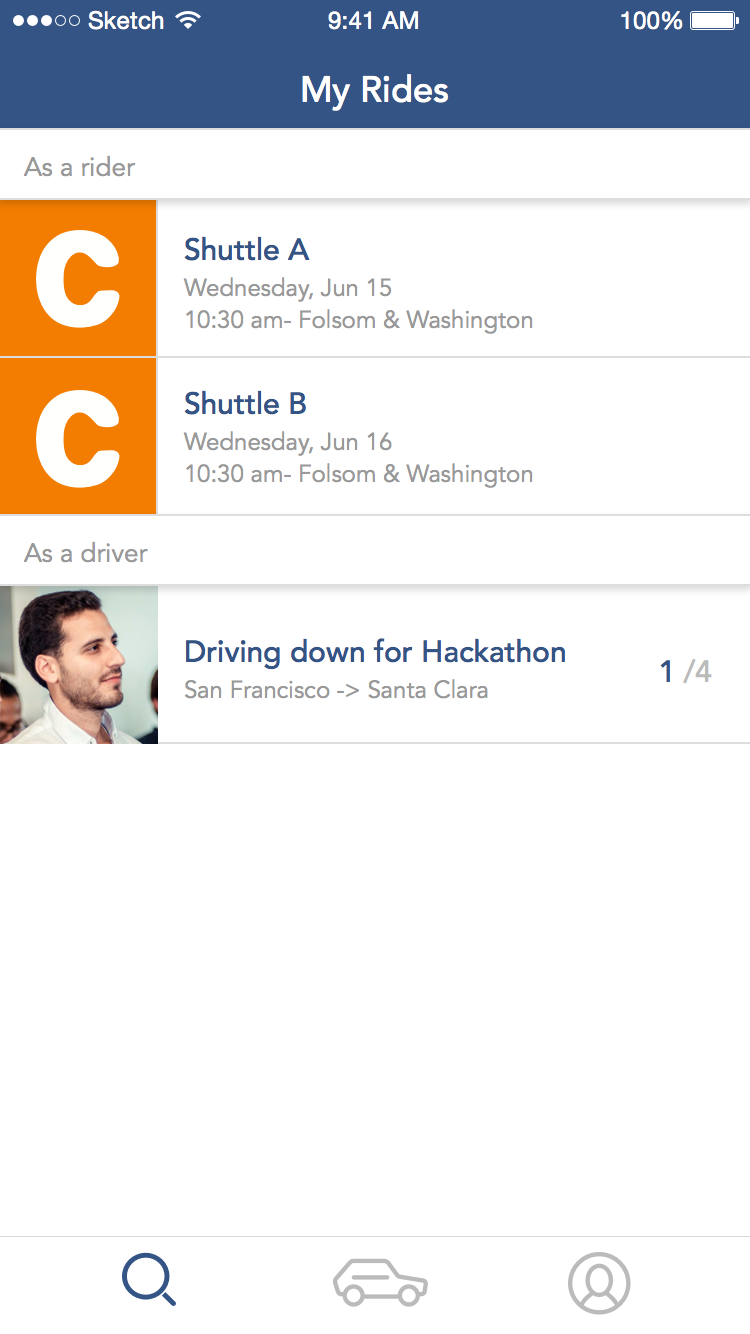 Sketch 9:41 AM 100%
My Rides
As a rider
C
Shuttle A
Wednesday, Jun 15
10:30 am- Folsom & Washington
C
Shuttle B
Wednesday, Jun 16
10:30 am- Folsom & Washington
As a driver
Driving down for Hackathon
San Francisco -> Santa Clara
1 /4